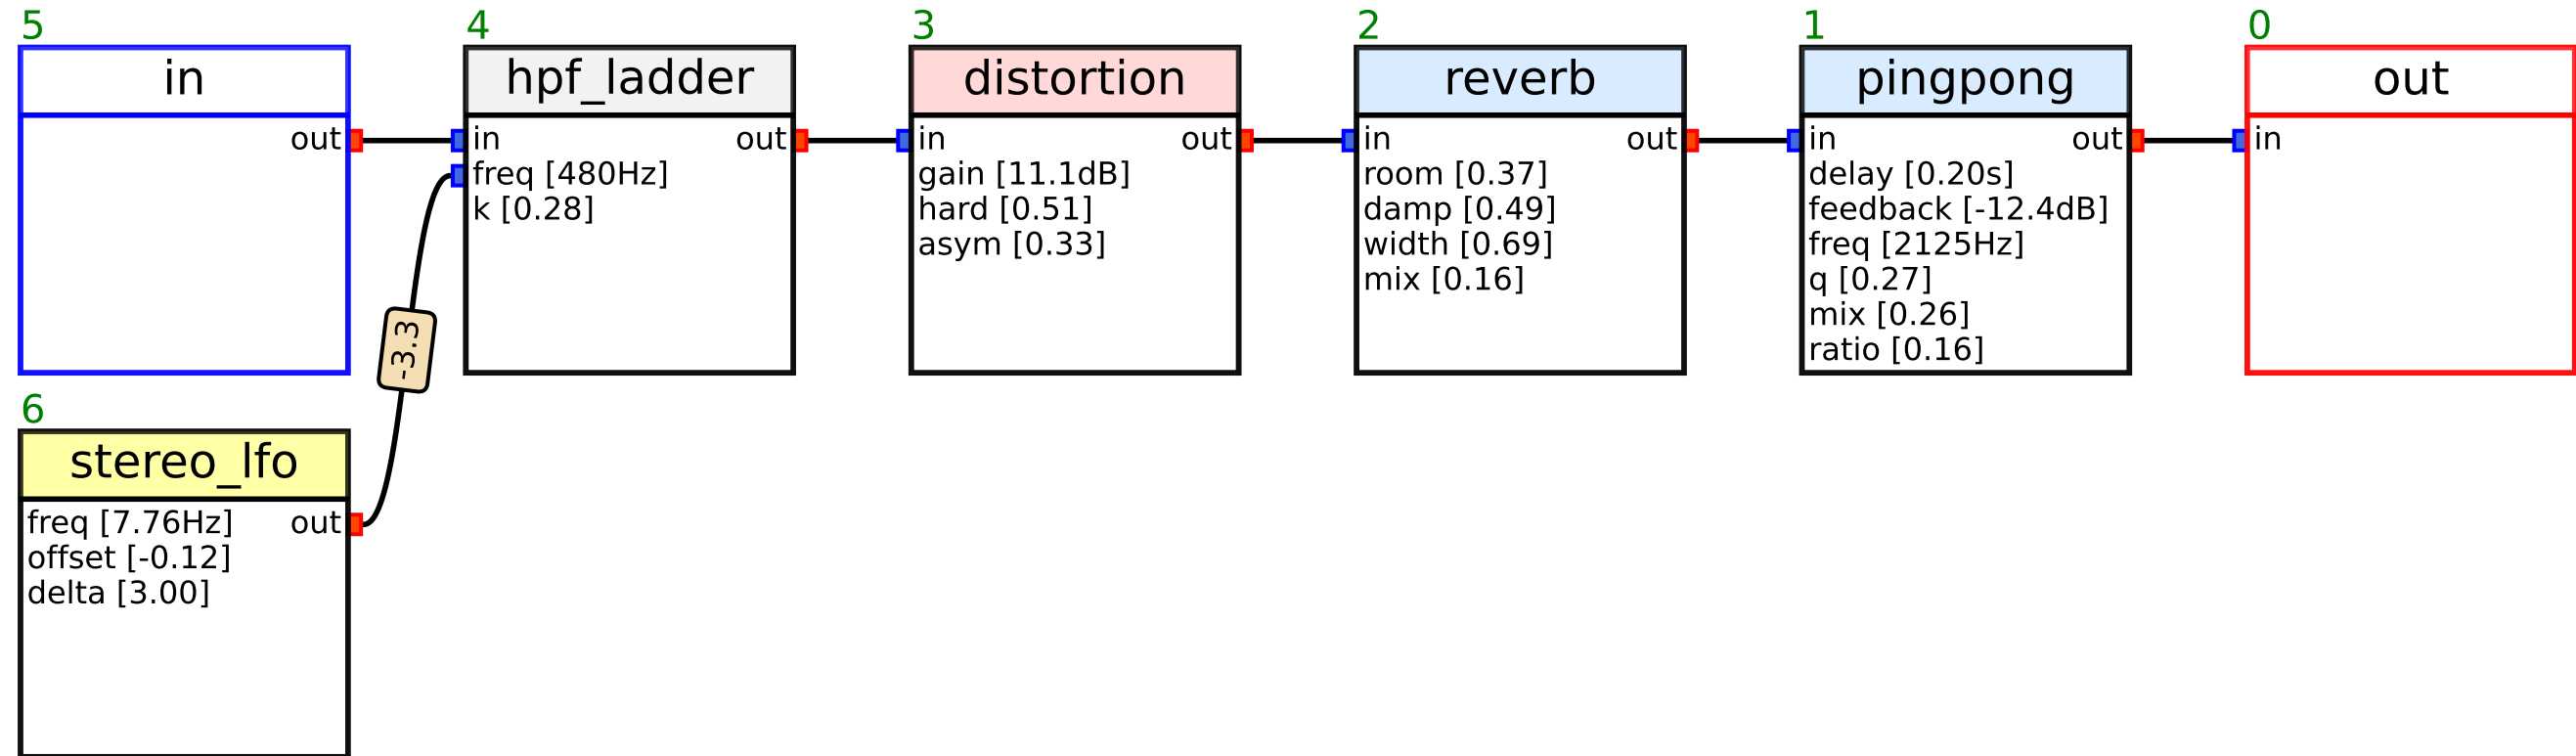 5
in
out
4
hpf_ladder
in out
freq [480Hz]
k [0.28]
3
distortion
in out
gain [11.1dB]
hard [0.51]
asym [0.33]
2
reverb
in out
room [0.37]
damp [0.49]
width [0.69]
mix [0.16]
1
pingpong
in out
delay [0.20s]
feedback [-12.4dB]
freq [2125Hz]
q [0.27]
mix [0.26]
ratio [0.16]
0
out
in
-3.3
6
stereo_lfo
freq [7.76Hz] out
offset [-0.12]
delta [3.00]